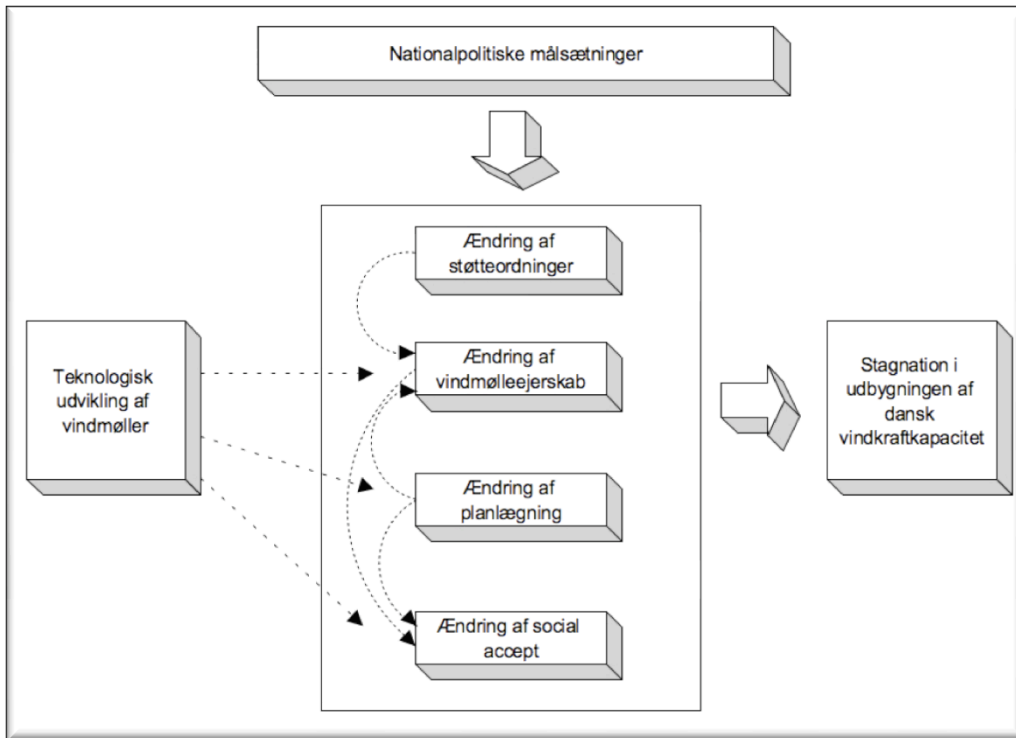 Nationalpolitiske målsætninger
Ændring af
støtteordninger
Teknologisk
udvikling af
vindmøller
Ændring af
vindmølleejerskab
Ændring af
planlægning
Ændring af social
accept
Stagnation i
udbygningen af
dansk
vindkraftkapacitet